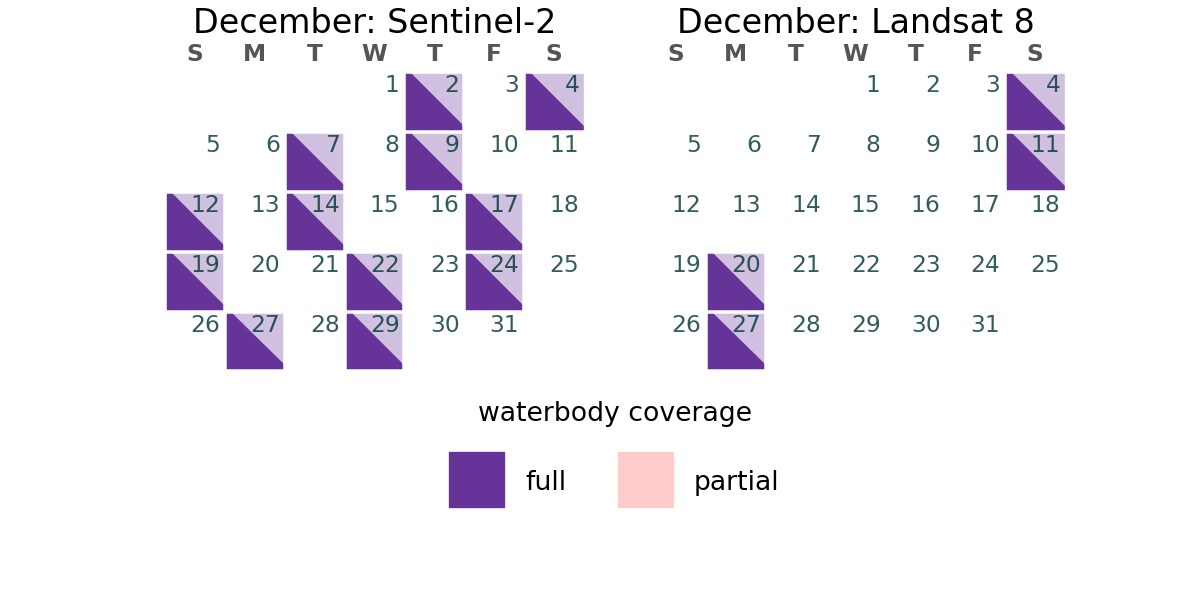 December: Sentinel-2
S M T W T F S
1 2 3 4
5 6 7 8 9 10 11
12 13 14 15 16 17 18
19 20 21 22 23 24 25
26 27 28 29 30 31
December: Landsat 8
S M T W T F S
1 2 3 4
5 6 7 8 9 10 11
12 13 14 15 16 17 18
19 20 21 22 23 24 25
26 27 28 29 30 31
waterbody coverage
full partial